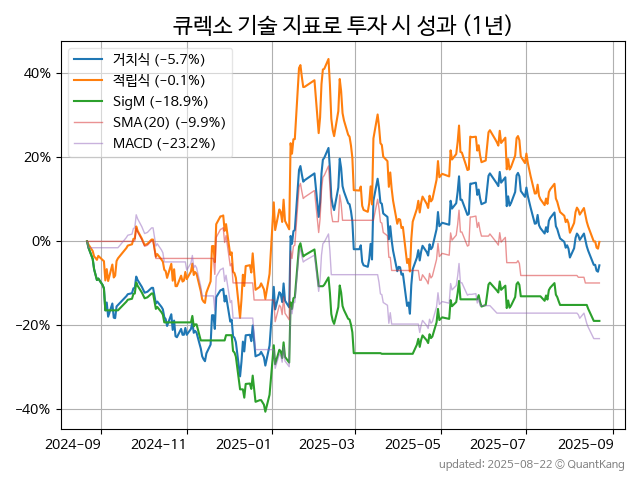 큐렉소 기술 지표로 투자 시 성과 (1년)
거치식 (−5.7%)
적립식 (−0.1%)
SigM (−18.9%)
SMA(20) (−9.9%)
MACD (−23.2%)
40%
20%
0%
−20%
−40%
2024-09 2024-11 2025-01 2025-03 2025-05 2025-07 2025-09
updated: 2025-08-22 © QuantKang